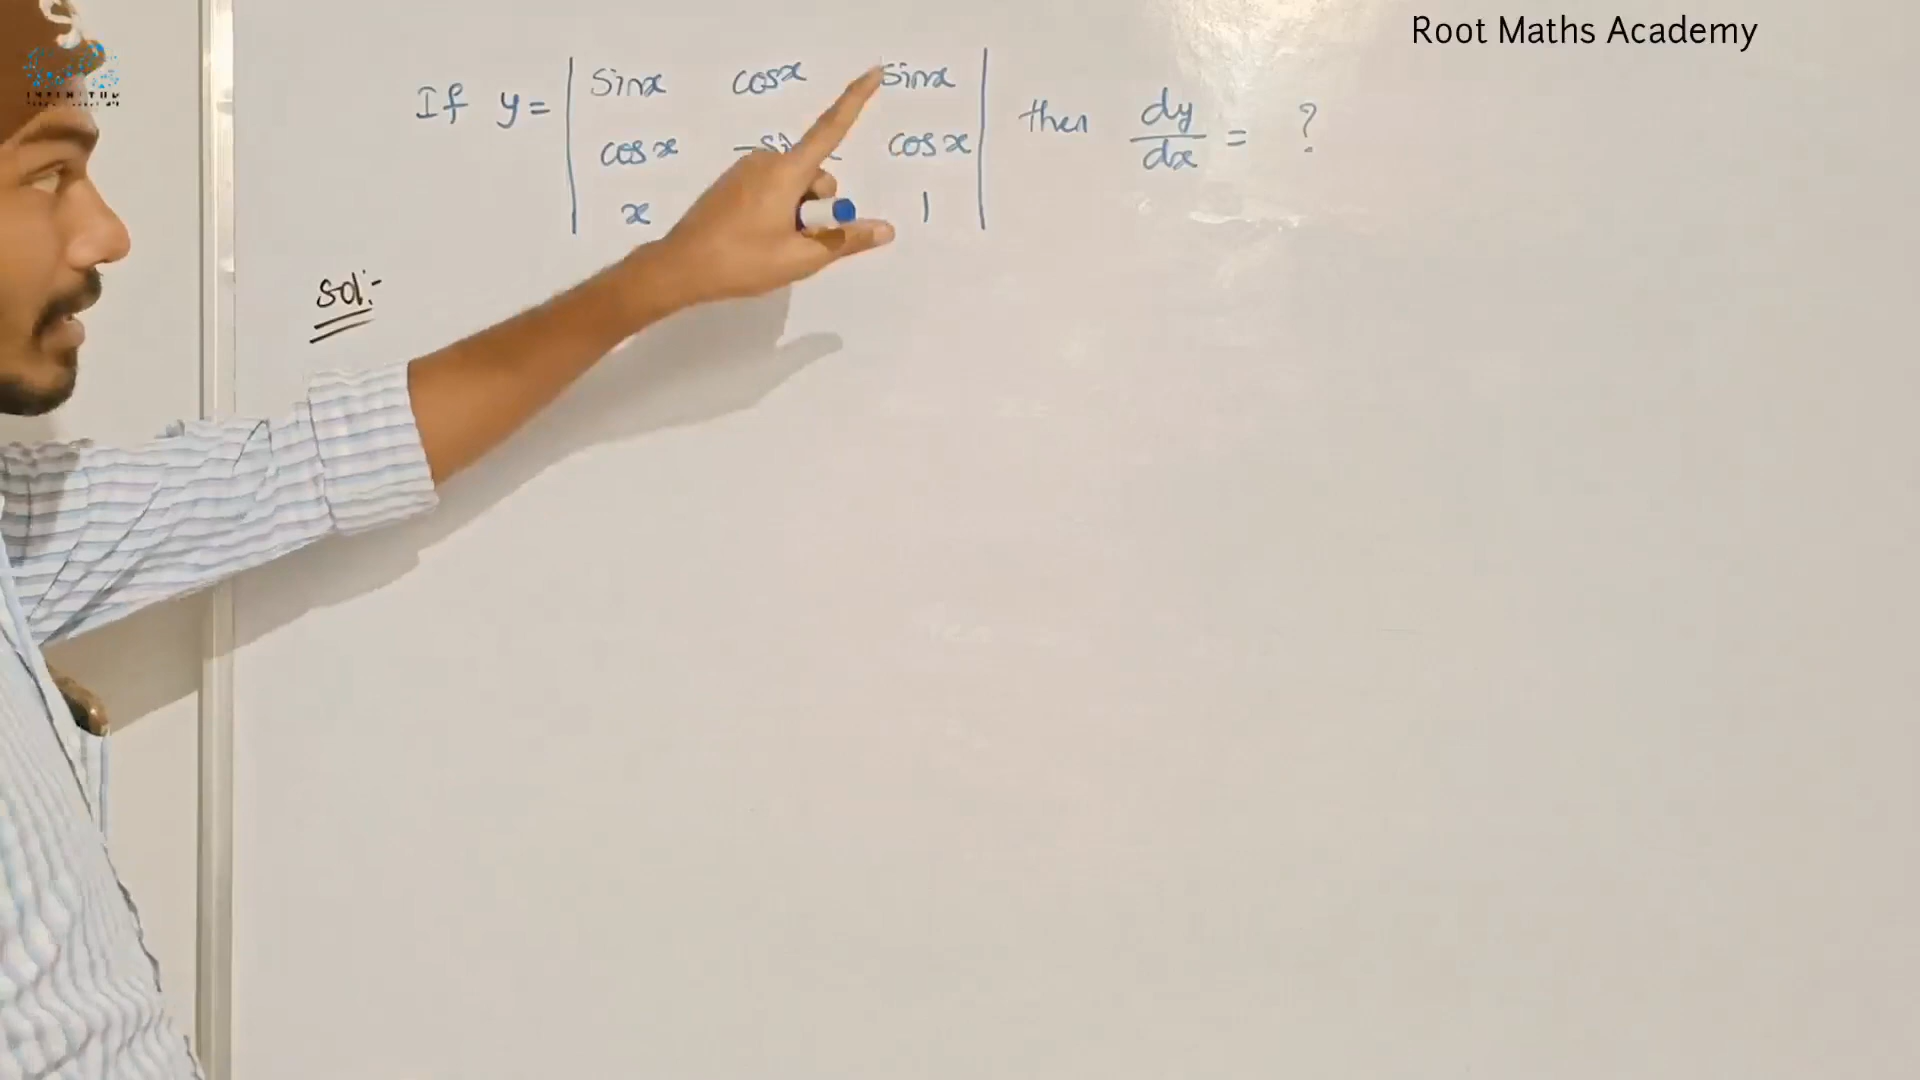 Root Maths Academy
If y = | sinx cosx sinx | then dy/dx = ?
cosx cosx
x 1
Sol:-